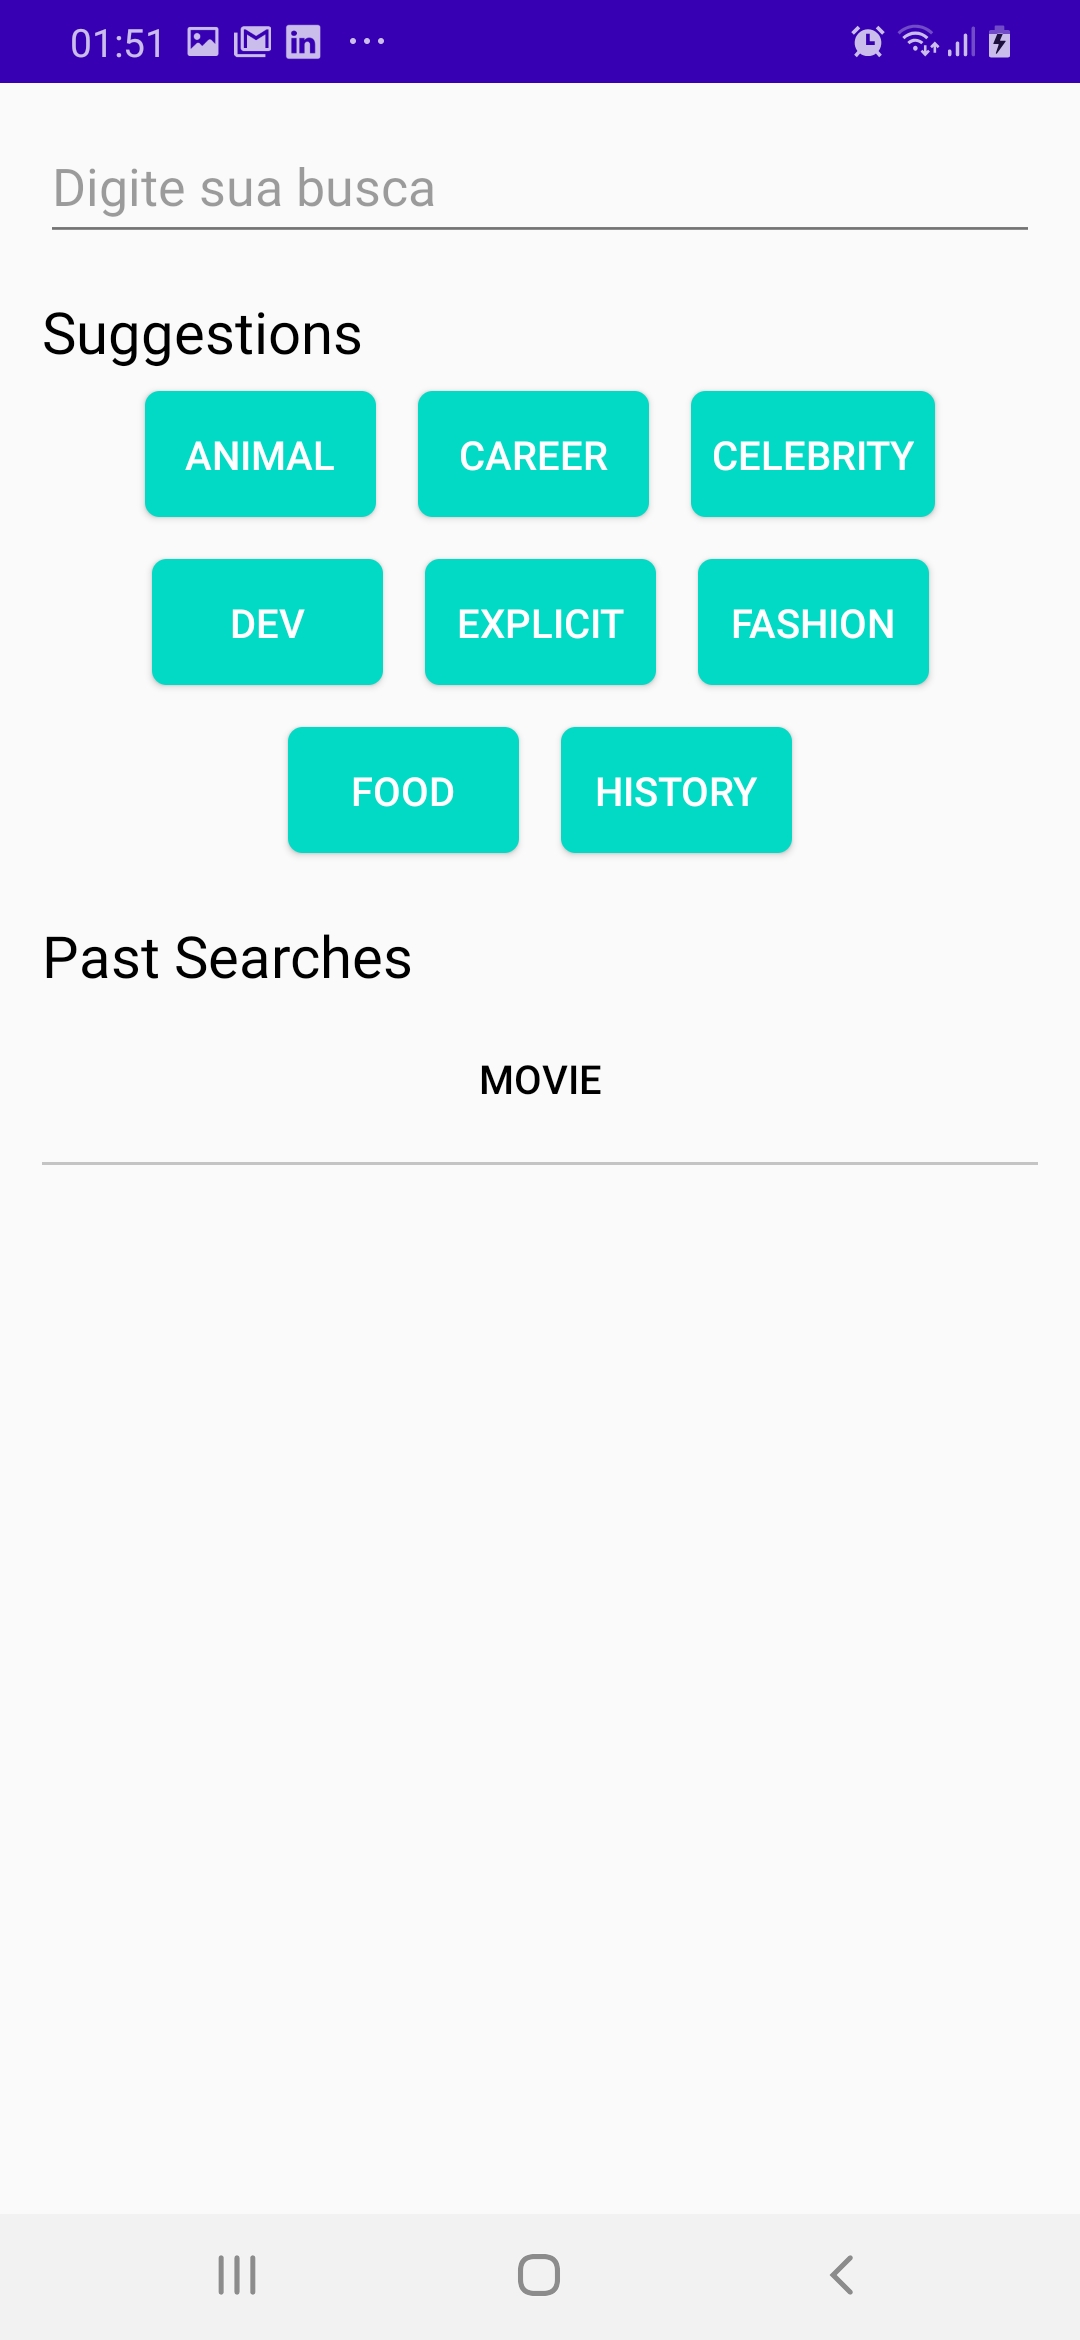 01:51
Digite sua busca
Suggestions
ANIMAL CAREER CELEBRITY
DEV EXPLICIT FASHION
FOOD HISTORY
Past Searches
MOVIE